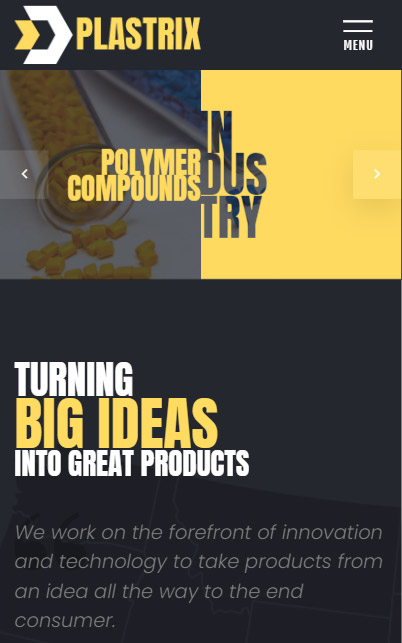 PLASTRIX
MENU
POLYMER
COMPOUNDS
IN
DUS
TRY
TURNING
BIG IDEAS
INTO GREAT PRODUCTS
We work on the forefront of innovation
and technology to take products from
an idea all the way to the end
consumer.